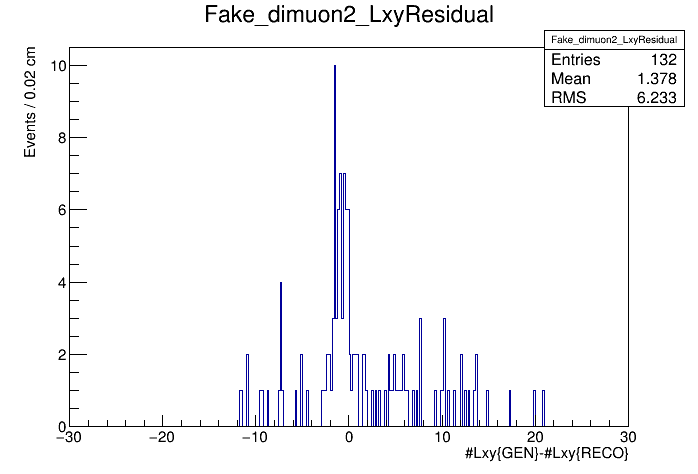 Fake_dimuon2_LxyResidual
Fake_dimuon2_LxyResidual
Entries 132
Mean 1.378
RMS 6.233
Events / 0.02 cm
10
8
6
4
2
0
−30 −20 −10 0 10 20 30
#Lxy{GEN}-#Lxy{RECO}